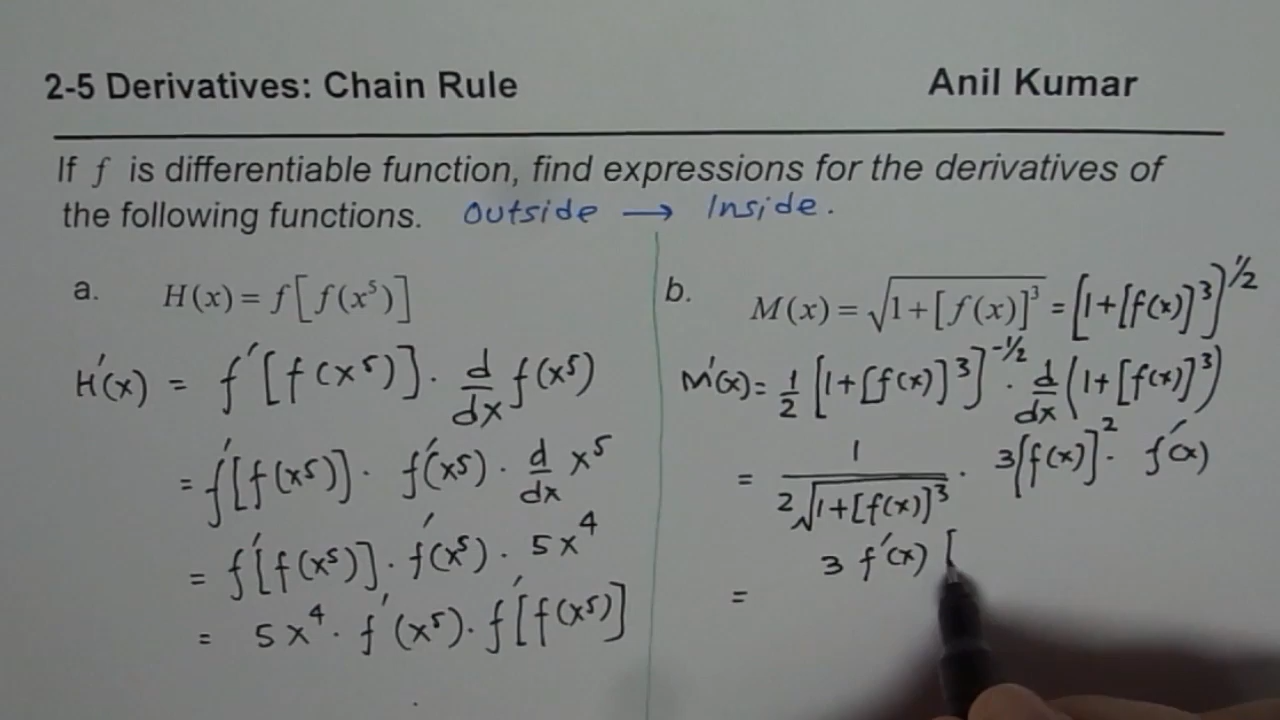 2-5 Derivatives: Chain Rule Anil Kumar
If f is differentiable function, find expressions for the derivatives of
the following functions. Outside → Inside.
a. H(x) = f[f(x⁵)]
H'(x) = f'[f(x⁵)] · d/dx f(x⁵)
= f'[f(x⁵)] · f'(x⁵) · d/dx x⁵
= f'[f(x⁵)] · f'(x⁵) · 5x⁴
= 5x⁴ · f'(x⁵) · f'[f(x⁵)]
b. M(x) = √(1+[f(x)]³) = [1+[f(x)]³]^1/2
M'(x) = 1/2 [1+[f(x)]³]^-1/2 · d/dx (1+[f(x)]³)
= 1/(2√(1+[f(x)]³)) · 3[f(x)]² · f'(x)
= 3 f'(x) [